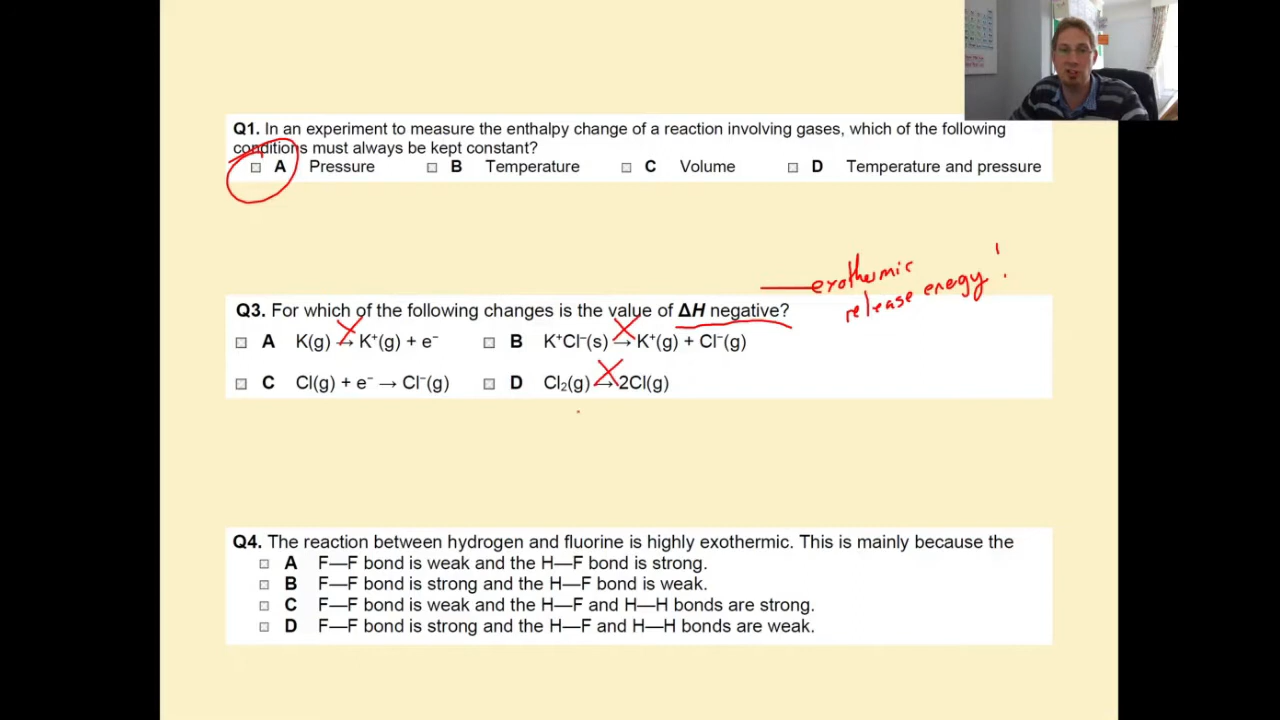 Q1. In an experiment to measure the enthalpy change of a reaction involving gases, which of the following
conditions must always be kept constant?
A Pressure B Temperature C Volume D Temperature and pressure
exothermic
release energy !
Q3. For which of the following changes is the value of ΔH negative?
A K(g) → K⁺(g) + e⁻ B K⁺Cl⁻(s) → K⁺(g) + Cl⁻(g)
C Cl(g) + e⁻ → Cl⁻(g) D Cl₂(g) → 2Cl(g)
Q4. The reaction between hydrogen and fluorine is highly exothermic. This is mainly because the
A F—F bond is weak and the H—F bond is strong.
B F—F bond is strong and the H—F bond is weak.
C F—F bond is weak and the H—F and H—H bonds are strong.
D F—F bond is strong and the H—F and H—H bonds are weak.